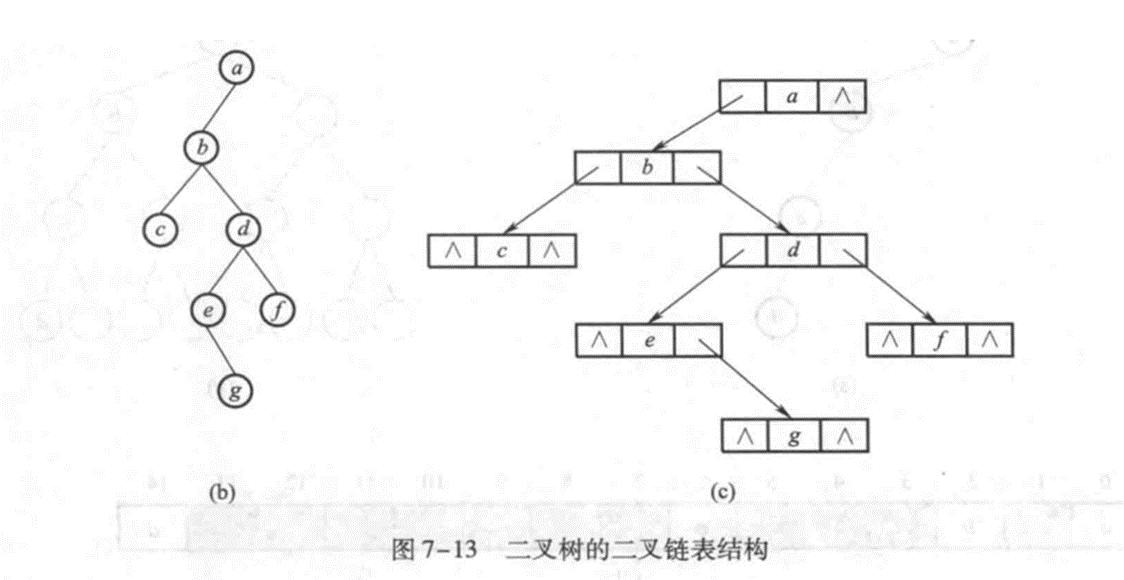 a
a ∧
b
b
c
d
∧ c ∧
d
e
f
∧ e
∧ f ∧
g
∧ g ∧
(b)
(c)
图 7-13 二叉树的二叉链表结构